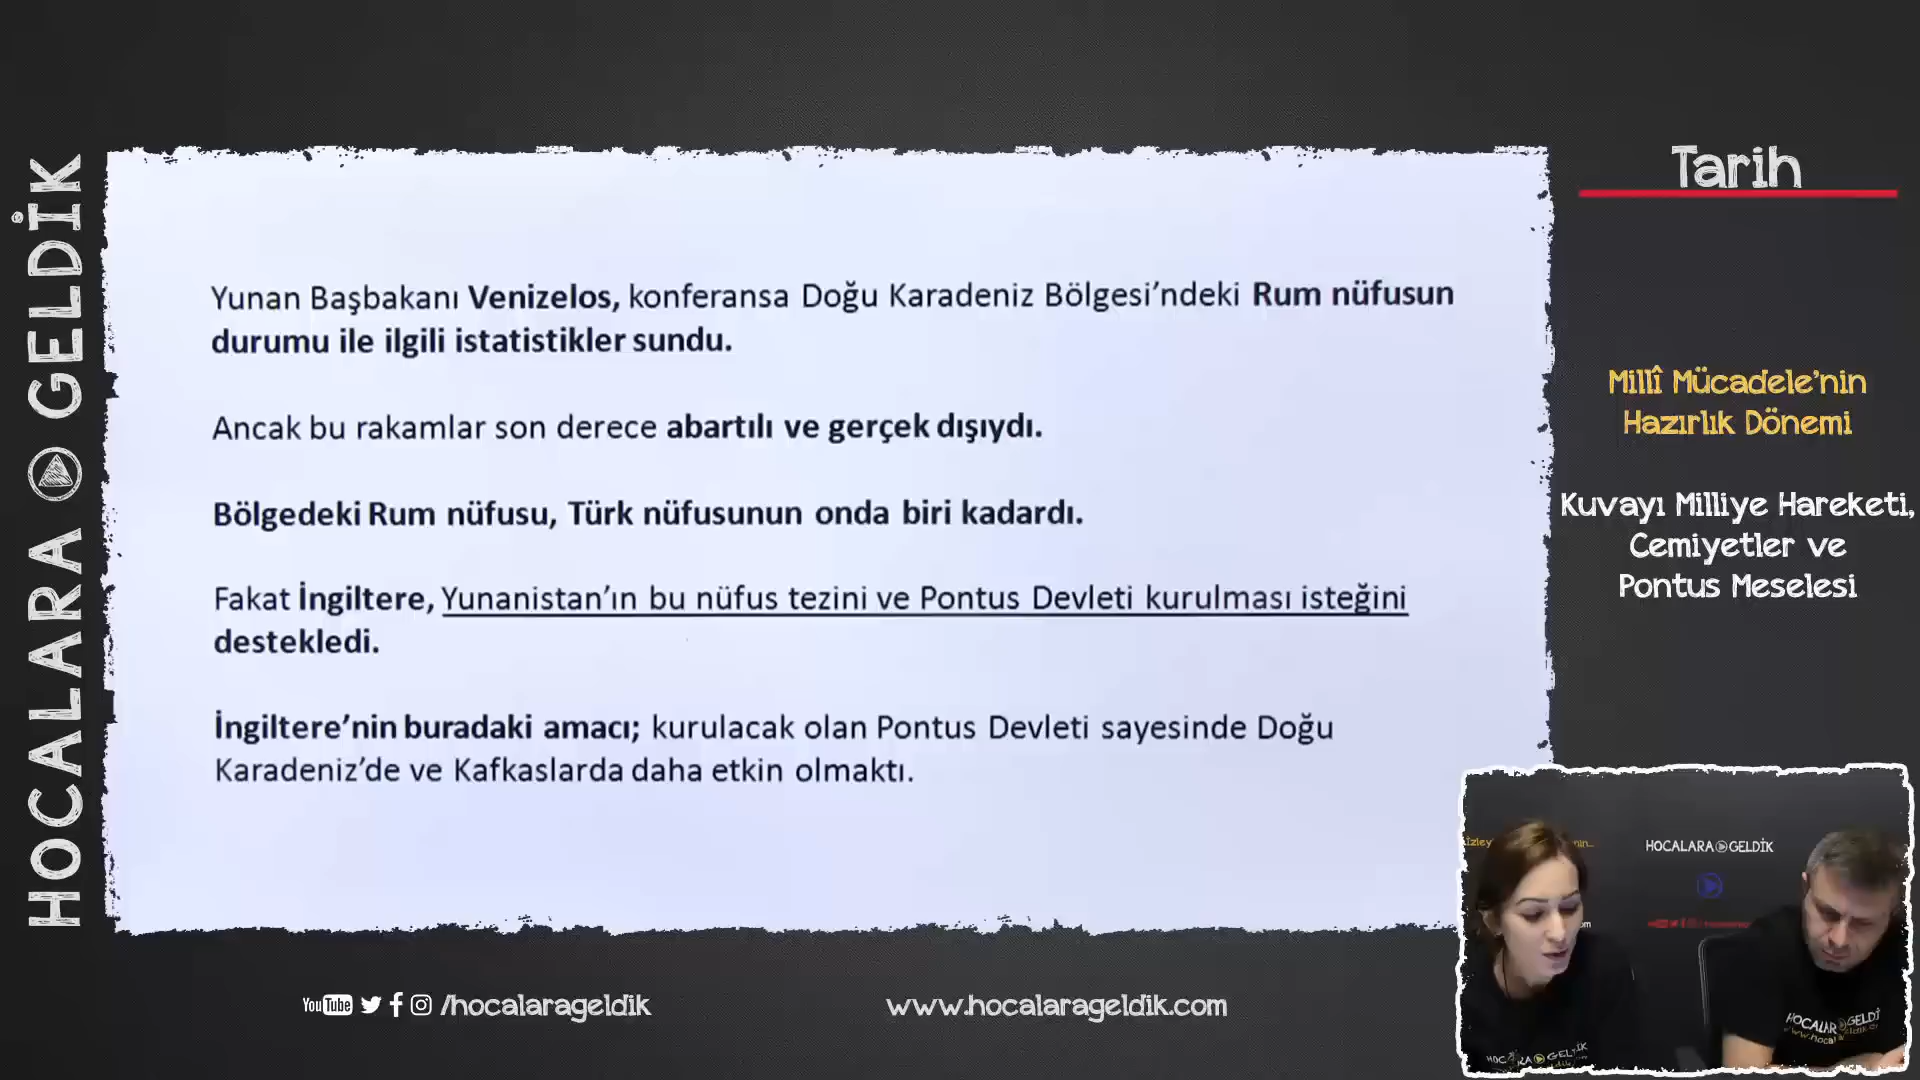 HOCALARA GELDİK
Yunan Başbakanı Venizelos, konferansa Doğu Karadeniz Bölgesi'ndeki Rum nüfusun
durumu ile ilgili istatistikler sundu.
Ancak bu rakamlar son derece abartılı ve gerçek dışıydı.
Bölgedeki Rum nüfusu, Türk nüfusunun onda biri kadardı.
Fakat İngiltere, Yunanistan'ın bu nüfus tezini ve Pontus Devleti kurulması isteğini
destekledi.
İngiltere'nin buradaki amacı; kurulacak olan Pontus Devleti sayesinde Doğu
Karadeniz'de ve Kafkaslarda daha etkin olmaktı.
Tarih
Millî Mücadele'nin
Hazırlık Dönemi
Kuvayı Milliye Hareketi,
Cemiyetler ve
Pontus Meselesi
HOCALARA GELDİK
YouTube /hocalarageldik
www.hocalarageldik.com